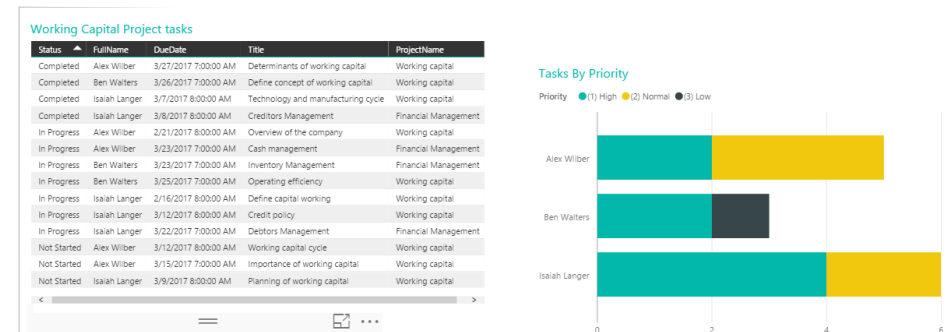 Working Capital Project tasks
Status FullName DueDate Title ProjectName
Completed Alex Wilber 3/27/2017 7:00:00 AM Determinants of working capital Working capital
Completed Ben Walters 3/26/2017 7:00:00 AM Define concept of working capital Working capital
Completed Isaiah Langer 3/7/2017 8:00:00 AM Technology and manufacturing cycle Working capital
Completed Isaiah Langer 3/8/2017 8:00:00 AM Creditors Management Financial Management
In Progress Alex Wilber 2/21/2017 8:00:00 AM Overview of the company Working capital
In Progress Alex Wilber 3/23/2017 7:00:00 AM Cash management Financial Management
In Progress Ben Walters 3/23/2017 7:00:00 AM Inventory Management Financial Management
In Progress Ben Walters 3/25/2017 7:00:00 AM Operating efficiency Working capital
In Progress Isaiah Langer 2/16/2017 8:00:00 AM Define capital working Working capital
In Progress Isaiah Langer 3/12/2017 8:00:00 AM Credit policy Working capital
In Progress Isaiah Langer 3/22/2017 7:00:00 AM Debtors Management Financial Management
Not Started Alex Wilber 3/12/2017 8:00:00 AM Working capital cycle Working capital
Not Started Alex Wilber 3/15/2017 7:00:00 AM Importance of working capital Working capital
Not Started Isaiah Langer 3/9/2017 8:00:00 AM Planning of working capital Working capital
Tasks By Priority
Priority (1) High (2) Normal (3) Low
Alex Wilber
Ben Walters
Isaiah Langer
0 2 4 6